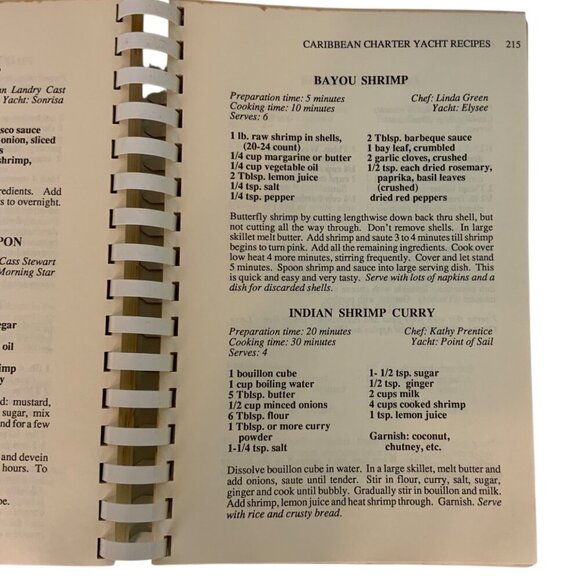 an Landry Cast
Yacht: Sonrisa
sco sauce
onion, sliced
s
shrimp,
redients. Add
s to overnight.
PON
Cass Stewart
Morning Star
egar
oil
imp
y
d: mustard,
sugar, mix
nd for a few
and devein
hours. To
be.
CARIBBEAN CHARTER YACHT RECIPES 215
BAYOU SHRIMP
Preparation time: 5 minutes Chef: Linda Green
Cooking time: 10 minutes Yacht: Elysee
Serves: 6
1 lb. raw shrimp in shells,
(20-24 count)
1/4 cup margarine or butter
1/4 cup vegetable oil
2 Tblsp. lemon juice
1/4 tsp. salt
1/4 tsp. pepper
2 Tblsp. barbeque sauce
1 bay leaf, crumbled
2 garlic cloves, crushed
1/2 tsp. each dried rosemary,
paprika, basil leaves
(crushed)
dried red peppers
Butterfly shrimp by cutting lengthwise down back thru shell, but
not cutting all the way through. Don't remove shells. In large
skillet melt butter. Add shrimp and saute 3 to 4 minutes till shrimp
begins to turn pink. Add all the remaining ingredients. Cook over
low heat 4 more minutes, stirring frequently. Cover and let stand
5 minutes. Spoon shrimp and sauce into large serving dish. This
is quick and easy and very tasty. Serve with lots of napkins and a
dish for discarded shells.
INDIAN SHRIMP CURRY
Preparation time: 20 minutes Chef: Kathy Prentice
Cooking time: 30 minutes Yacht: Point of Sail
Serves: 4
1 bouillon cube
1 cup boiling water
5 Tblsp. butter
1/2 cup minced onions
6 Tblsp. flour
1 Tblsp. or more curry
powder
1-1/4 tsp. salt
1- 1/2 tsp. sugar
1/2 tsp. ginger
2 cups milk
4 cups cooked shrimp
1 tsp. lemon juice
Garnish: coconut,
chutney, etc.
Dissolve bouillon cube in water. In a large skillet, melt butter and
add onions, saute until tender. Stir in flour, curry, salt, sugar,
ginger and cook until bubbly. Gradually stir in bouillon and milk.
Add shrimp, lemon juice and heat shrimp through. Garnish. Serve
with rice and crusty bread.